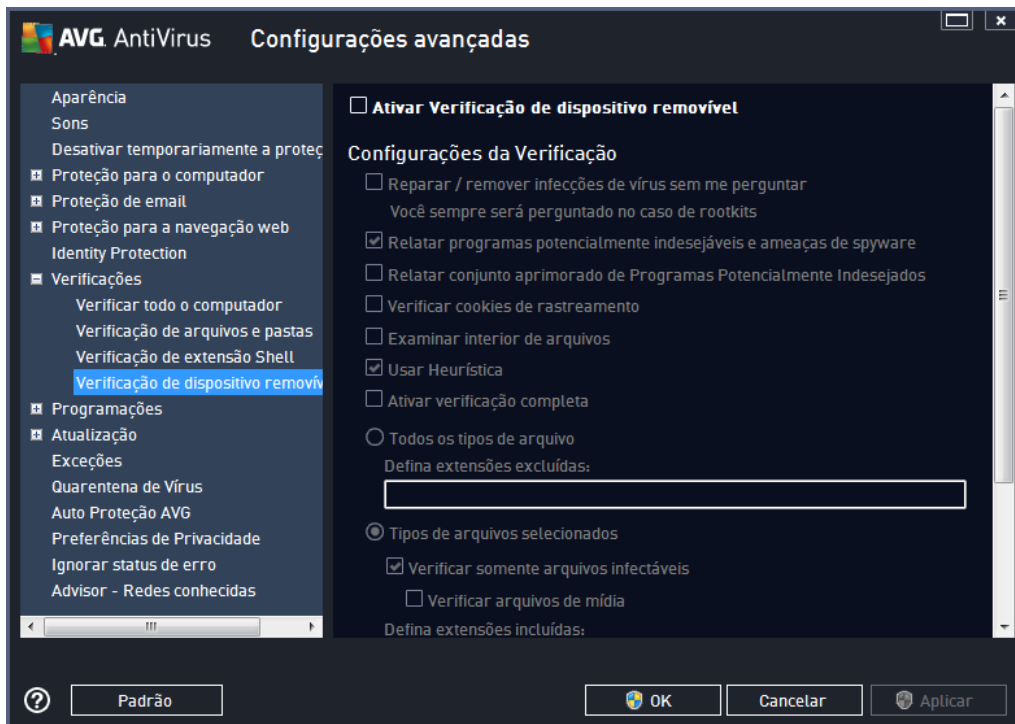 AVG. AntiVirus Configurações avançadas
Aparência
Sons
Desativar temporariamente a proteç
Proteção para o computador
Proteção de email
Proteção para a navegação web
Identity Protection
Verificações
Verificar todo o computador
Verificação de arquivos e pastas
Verificação de extensão Shell
Verificação de dispositivo removív
Programações
Atualização
Exceções
Quarentena de Vírus
Auto Proteção AVG
Preferências de Privacidade
Ignorar status de erro
Advisor - Redes conhecidas
Ativar Verificação de dispositivo removível
Configurações da Verificação
Reparar / remover infecções de vírus sem me perguntar
Você sempre será perguntado no caso de rootkits
Relatar programas potencialmente indesejáveis e ameaças de spyware
Relatar conjunto aprimorado de Programas Potencialmente Indesejados
Verificar cookies de rastreamento
Examinar interior de arquivos
Usar Heurística
Ativar verificação completa
Todos os tipos de arquivo
Defina extensões excluídas:
Tipos de arquivos selecionados
Verificar somente arquivos infectáveis
Verificar arquivos de mídia
Defina extensões incluídas:
? Padrão OK Cancelar Aplicar